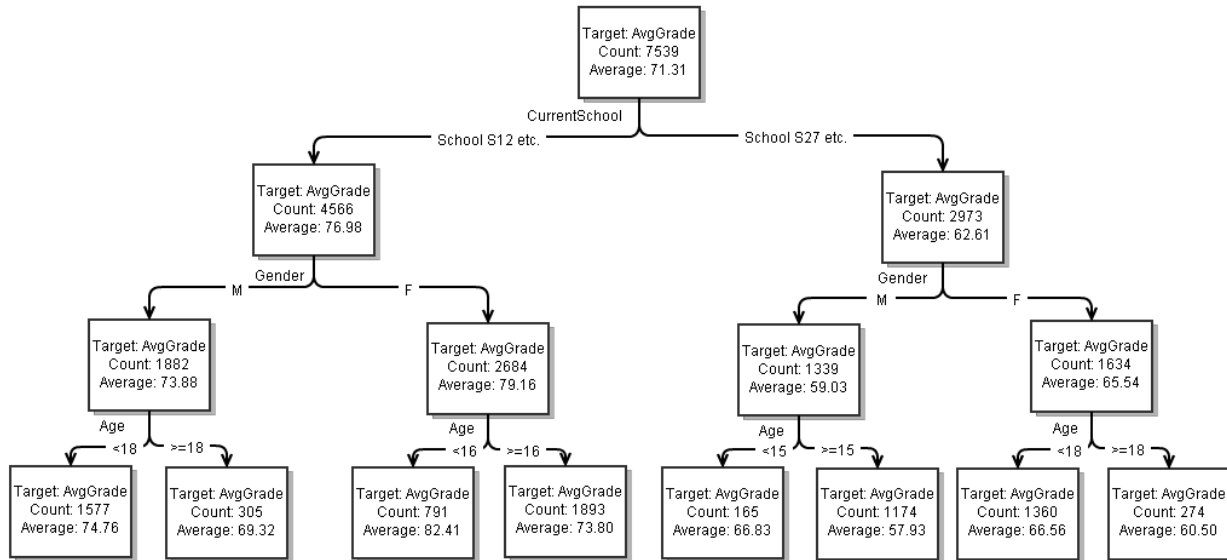 Target: AvgGrade
Count: 7539
Average: 71.31
CurrentSchool
School S12 etc.
School S27 etc.
Target: AvgGrade
Count: 4566
Average: 76.98
Target: AvgGrade
Count: 2973
Average: 62.61
Gender
M
F
Gender
M
F
Target: AvgGrade
Count: 1882
Average: 73.88
Target: AvgGrade
Count: 2684
Average: 79.16
Target: AvgGrade
Count: 1339
Average: 59.03
Target: AvgGrade
Count: 1634
Average: 65.54
Age
<18
>=18
Age
<16
>=16
Age
<15
>=15
Age
<18
>=18
Target: AvgGrade
Count: 1577
Average: 74.76
Target: AvgGrade
Count: 305
Average: 69.32
Target: AvgGrade
Count: 791
Average: 82.41
Target: AvgGrade
Count: 1893
Average: 73.80
Target: AvgGrade
Count: 165
Average: 66.83
Target: AvgGrade
Count: 1174
Average: 57.93
Target: AvgGrade
Count: 1360
Average: 66.56
Target: AvgGrade
Count: 274
Average: 60.50